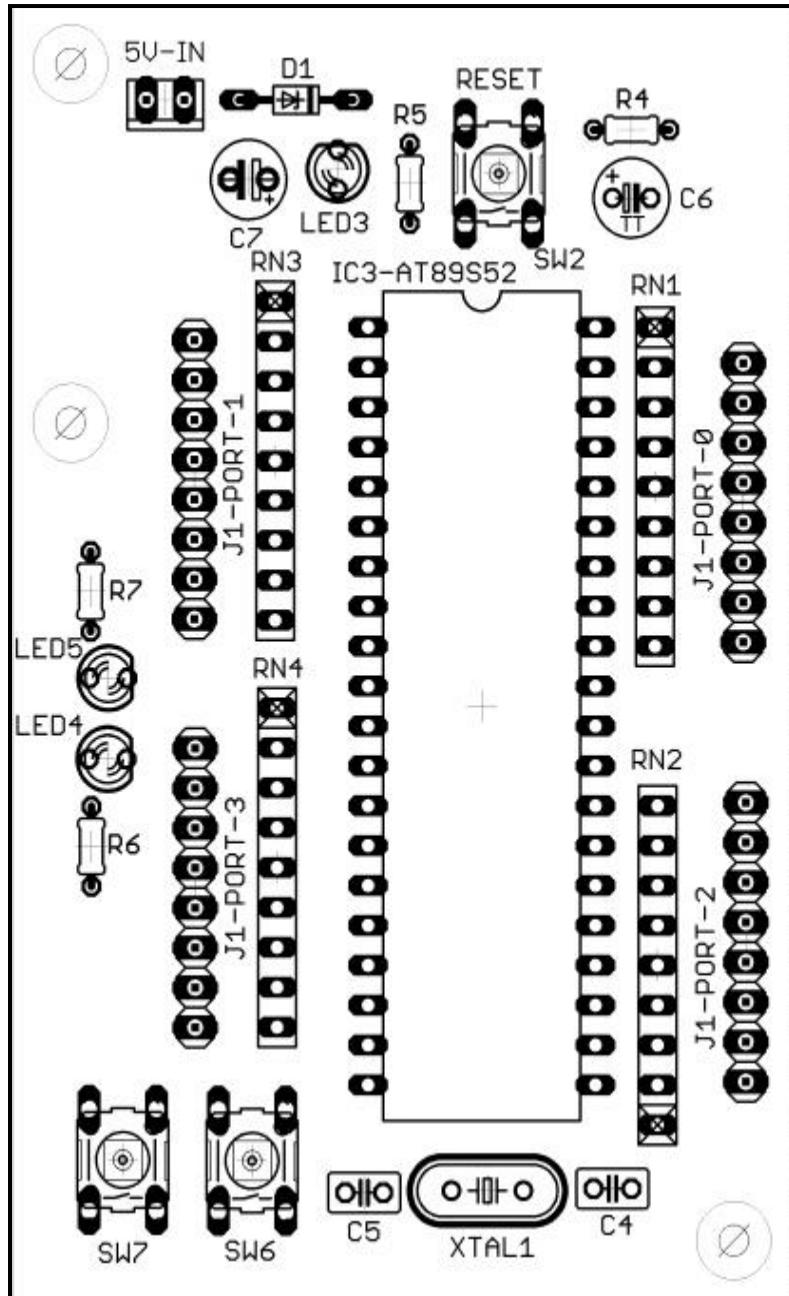 5V-IN
D1
RESET
R5
R4
C7
LED3
C6
TT
SW2
RN3
IC3-AT89S52
RN1
J1-PORT-1
J1-PORT-0
R7
LED5
RN4
LED4
RN2
R6
J1-PORT-3
J1-PORT-2
SW7
SW6
C5
XTAL1
C4